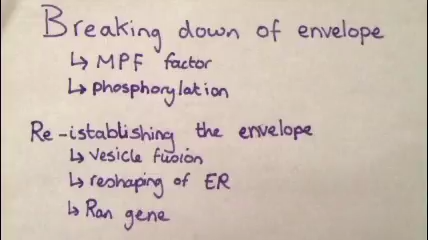 Breaking down of envelope
↳ MPF factor
↳ phosphorylation
Re-istablishing the envelope
↳ vesicle fusion
↳ reshaping of ER
↳ Ran gene